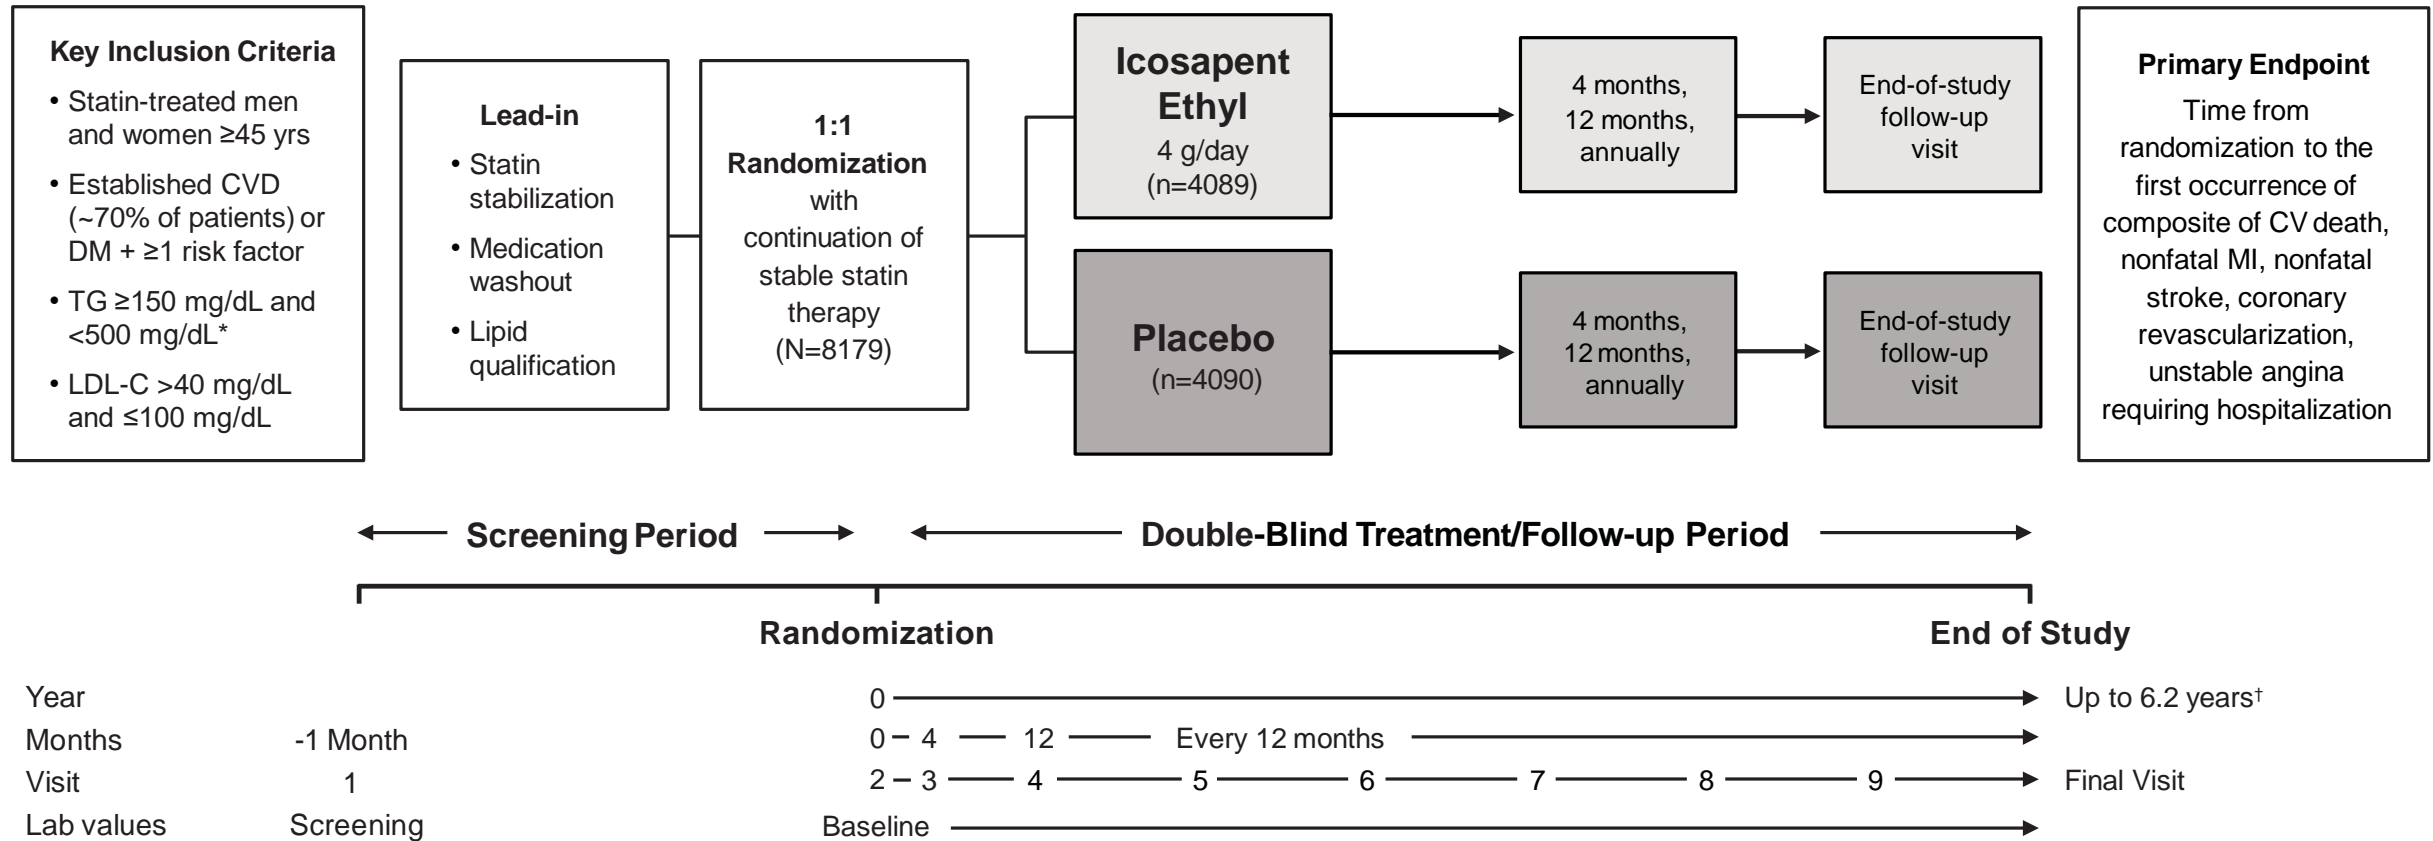 Key Inclusion Criteria
• Statin-treated men
and women ≥45 yrs
• Established CVD
(~70% of patients) or
DM + ≥1 risk factor
• TG ≥150 mg/dL and
<500 mg/dL*
• LDL-C >40 mg/dL
and ≤100 mg/dL
Lead-in
• Statin
stabilization
• Medication
washout
• Lipid
qualification
1:1
Randomization
with
continuation of
stable statin
therapy
(N=8179)
Icosapent
Ethyl
4 g/day
(n=4089)
4 months,
12 months,
annually
End-of-study
follow-up
visit
Placebo
(n=4090)
4 months,
12 months,
annually
End-of-study
follow-up
visit
Primary Endpoint
Time from
randomization to the
first occurrence of
composite of CV death,
nonfatal MI, nonfatal
stroke, coronary
revascularization,
unstable angina
requiring hospitalization
Screening Period
Double-Blind Treatment/Follow-up Period
Randomization
End of Study
Year 0 Up to 6.2 years†
Months -1 Month 0 4 12 Every 12 months
Visit 1 2 3 4 5 6 7 8 9 Final Visit
Lab values Screening Baseline